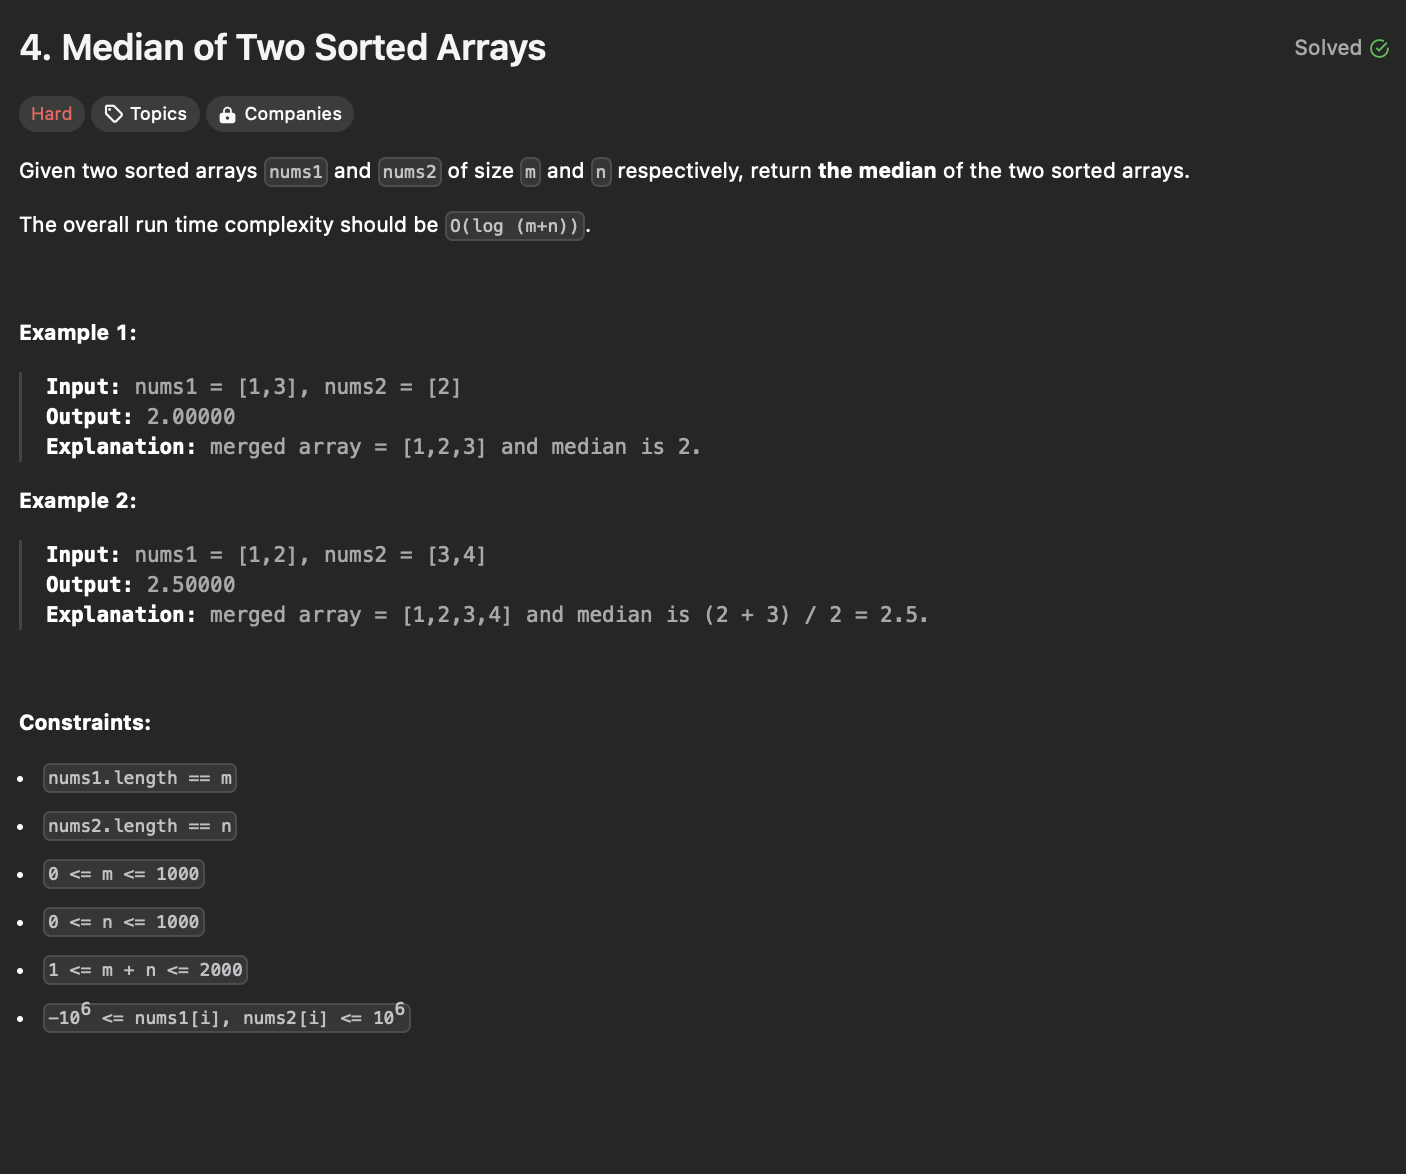 4. Median of Two Sorted Arrays
Solved
Hard Topics Companies
Given two sorted arrays nums1 and nums2 of size m and n respectively, return the median of the two sorted arrays.
The overall run time complexity should be O(log (m+n)).
Example 1:
Input: nums1 = [1,3], nums2 = [2]
Output: 2.00000
Explanation: merged array = [1,2,3] and median is 2.
Example 2:
Input: nums1 = [1,2], nums2 = [3,4]
Output: 2.50000
Explanation: merged array = [1,2,3,4] and median is (2 + 3) / 2 = 2.5.
Constraints:
• nums1.length == m
• nums2.length == n
• 0 <= m <= 1000
• 0 <= n <= 1000
• 1 <= m + n <= 2000
• -10⁶ <= nums1[i], nums2[i] <= 10⁶